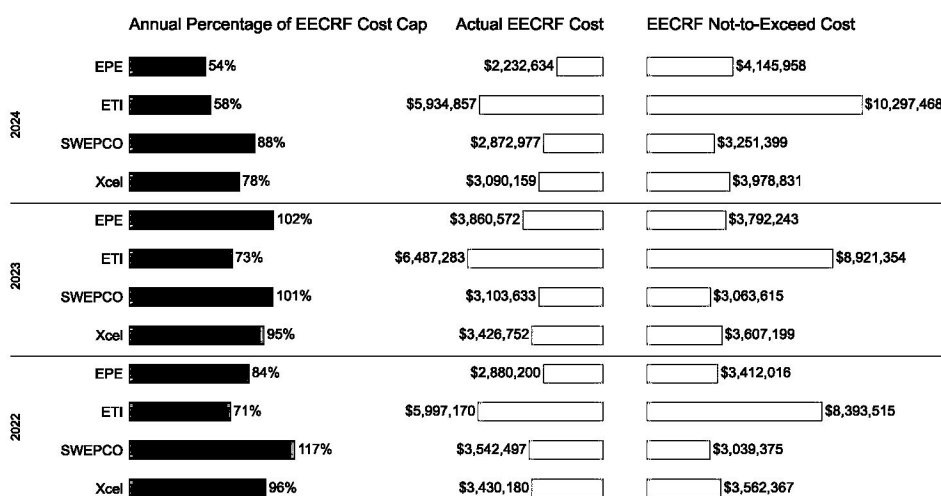 Annual Percentage of EECRF Cost Cap Actual EECRF Cost EECRF Not-to-Exceed Cost
2024
EPE 54% $2,232,634 $4,145,958
ETI 58% $5,934,857 $10,297,468
SWEPCO 88% $2,872,977 $3,251,399
Xcel 78% $3,090,159 $3,978,831
2023
EPE 102% $3,860,572 $3,792,243
ETI 73% $6,487,283 $8,921,354
SWEPCO 101% $3,103,633 $3,063,615
Xcel 95% $3,426,752 $3,607,199
2022
EPE 84% $2,880,200 $3,412,016
ETI 71% $5,997,170 $8,393,515
SWEPCO 117% $3,542,497 $3,039,375
Xcel 96% $3,430,180 $3,562,367